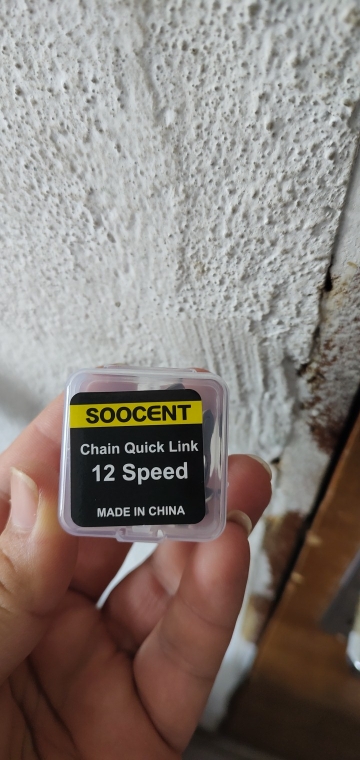 SOOCENT
Chain Quick Link
12 Speed
MADE IN CHINA